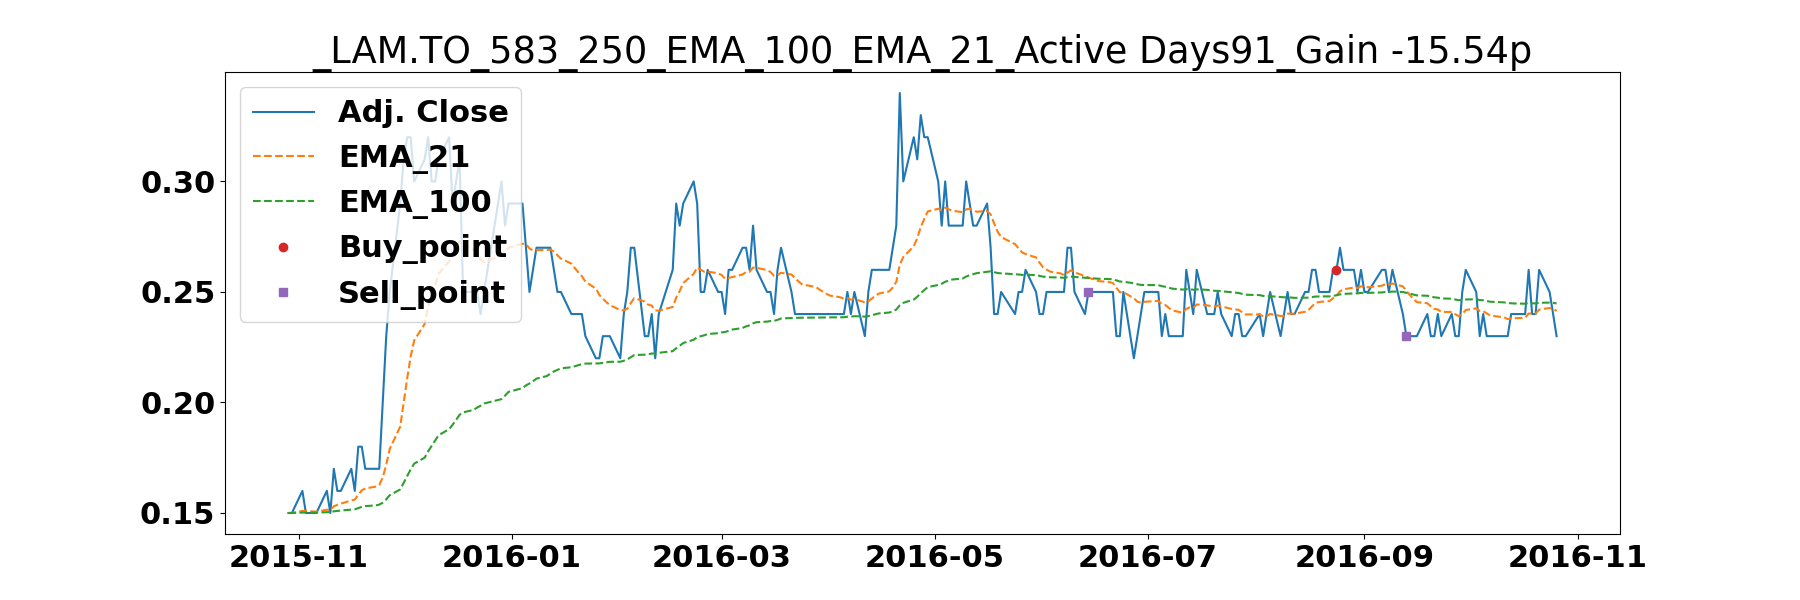 _LAM.TO_583_250_EMA_100_EMA_21_Active Days91_Gain -15.54p
Adj. Close
EMA_21
EMA_100
Buy_point
Sell_point
0.30
0.25
0.20
0.15
2015-11 2016-01 2016-03 2016-05 2016-07 2016-09 2016-11